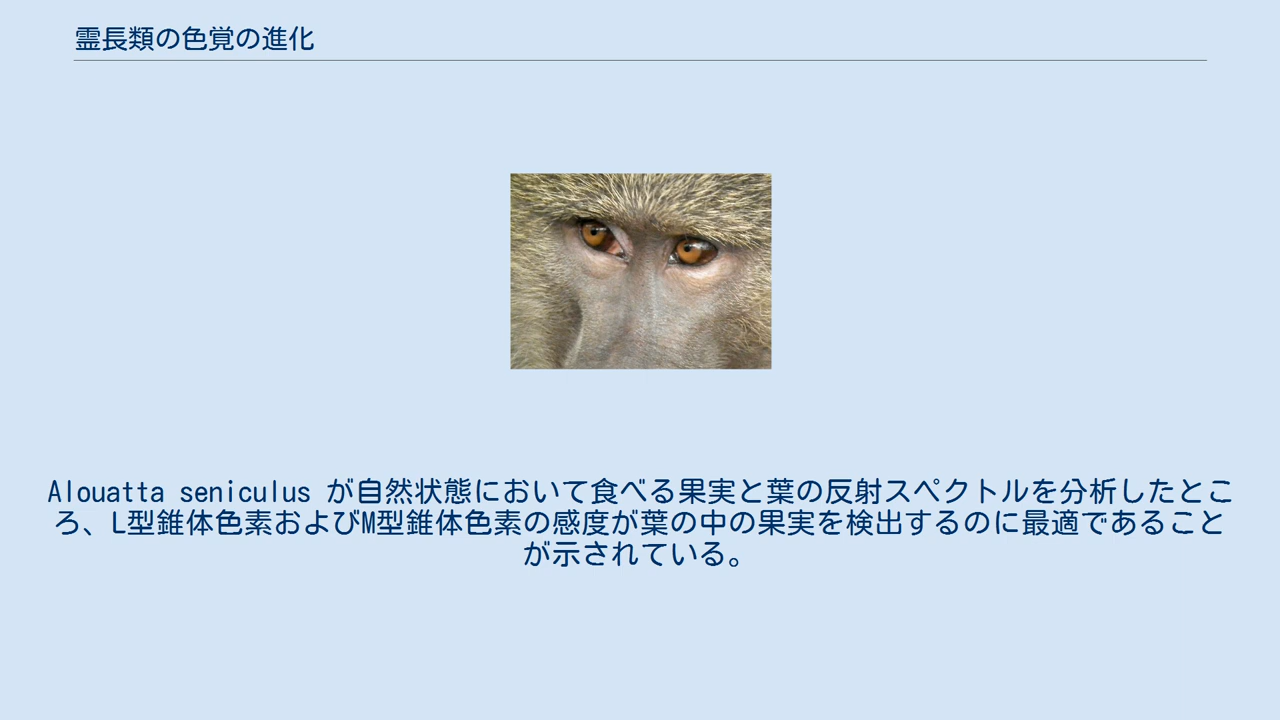 霊長類の色覚の進化
Alouatta seniculus が自然状態において食べる果実と葉の反射スペクトルを分析したとこ
ろ、L型錐体色素およびM型錐体色素の感度が葉の中の果実を検出するのに最適であること
が示されている。